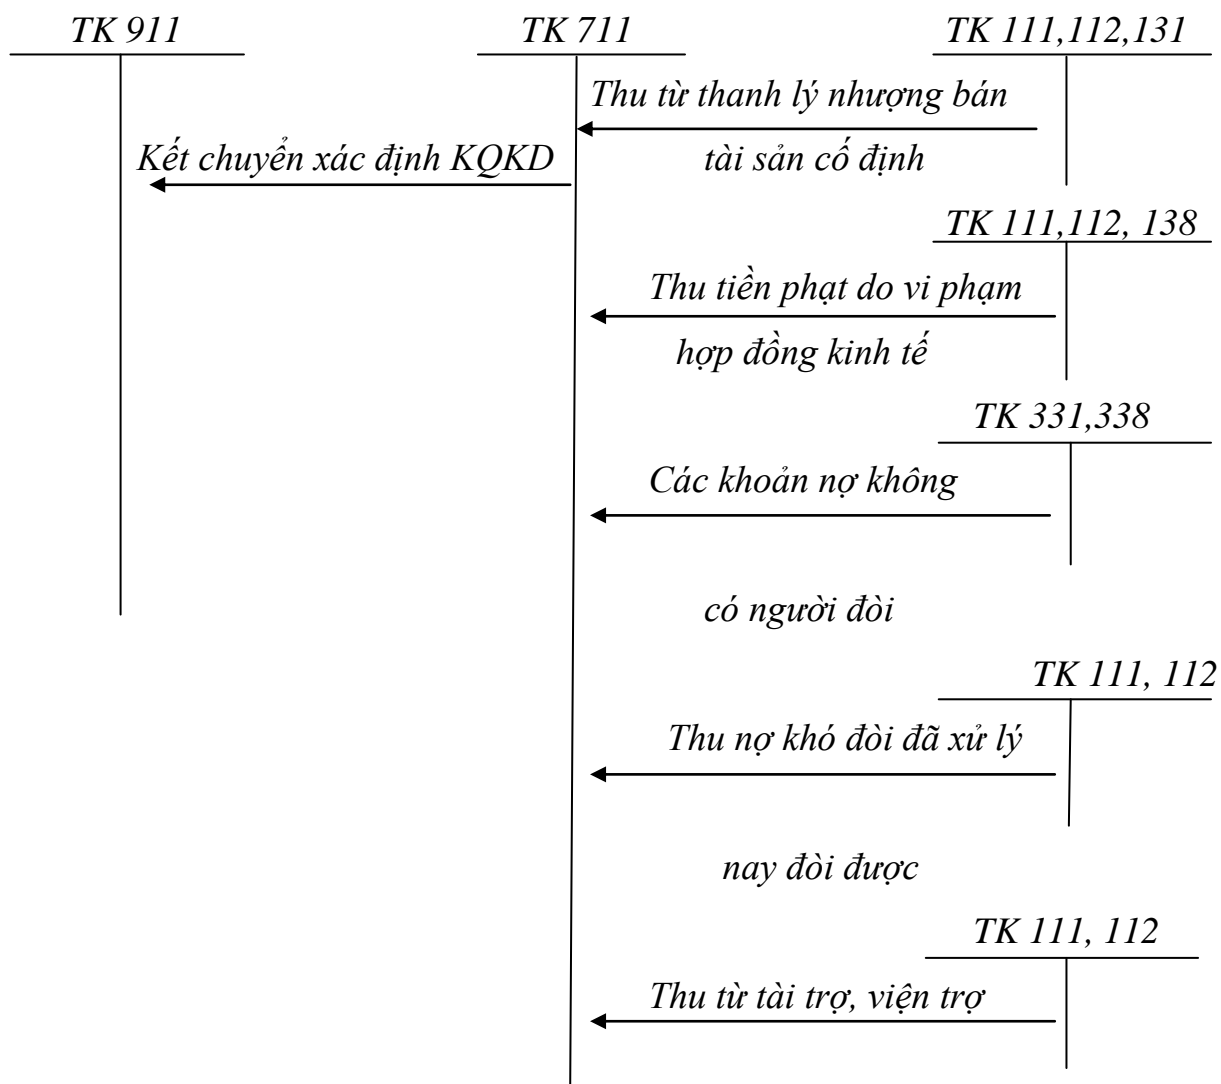 TK 911 TK 711 TK 111,112,131
Thu từ thanh lý nhượng bán
Kết chuyển xác định KQKD tài sản cố định
TK 111,112, 138
Thu tiền phạt do vi phạm
hợp đồng kinh tế
TK 331,338
Các khoản nợ không
có người đòi
TK 111, 112
Thu nợ khó đòi đã xử lý
nay đòi được
TK 111, 112
Thu từ tài trợ, viện trợ